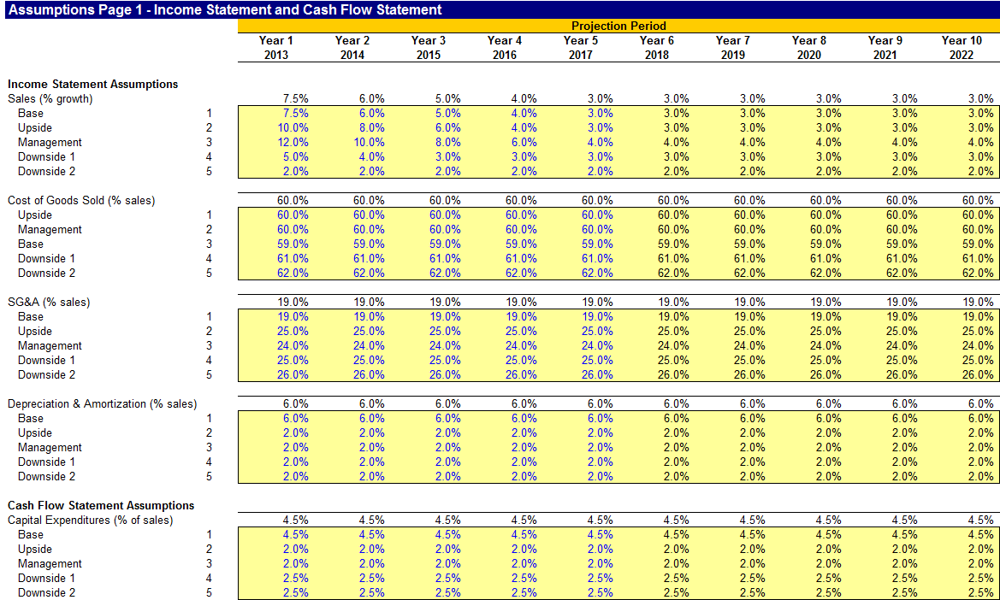 Assumptions Page 1 - Income Statement and Cash Flow Statement
Projection Period
Year 1 Year 2 Year 3 Year 4 Year 5 Year 6 Year 7 Year 8 Year 9 Year 10
2013 2014 2015 2016 2017 2018 2019 2020 2021 2022
Income Statement Assumptions
Sales (% growth) 7.5% 6.0% 5.0% 4.0% 3.0% 3.0% 3.0% 3.0% 3.0% 3.0%
Base 1 7.5% 6.0% 5.0% 4.0% 3.0% 3.0% 3.0% 3.0% 3.0% 3.0%
Upside 2 10.0% 8.0% 6.0% 4.0% 3.0% 3.0% 3.0% 3.0% 3.0% 3.0%
Management 3 12.0% 10.0% 8.0% 6.0% 4.0% 4.0% 4.0% 4.0% 4.0% 4.0%
Downside 1 4 5.0% 4.0% 3.0% 3.0% 3.0% 3.0% 3.0% 3.0% 3.0% 3.0%
Downside 2 5 2.0% 2.0% 2.0% 2.0% 2.0% 2.0% 2.0% 2.0% 2.0% 2.0%
Cost of Goods Sold (% sales) 60.0% 60.0% 60.0% 60.0% 60.0% 60.0% 60.0% 60.0% 60.0% 60.0%
Upside 1 60.0% 60.0% 60.0% 60.0% 60.0% 60.0% 60.0% 60.0% 60.0% 60.0%
Management 2 60.0% 60.0% 60.0% 60.0% 60.0% 60.0% 60.0% 60.0% 60.0% 60.0%
Base 3 59.0% 59.0% 59.0% 59.0% 59.0% 59.0% 59.0% 59.0% 59.0% 59.0%
Downside 1 4 61.0% 61.0% 61.0% 61.0% 61.0% 61.0% 61.0% 61.0% 61.0% 61.0%
Downside 2 5 62.0% 62.0% 62.0% 62.0% 62.0% 62.0% 62.0% 62.0% 62.0% 62.0%
SG&A (% sales) 19.0% 19.0% 19.0% 19.0% 19.0% 19.0% 19.0% 19.0% 19.0% 19.0%
Base 1 19.0% 19.0% 19.0% 19.0% 19.0% 19.0% 19.0% 19.0% 19.0% 19.0%
Upside 2 25.0% 25.0% 25.0% 25.0% 25.0% 25.0% 25.0% 25.0% 25.0% 25.0%
Management 3 24.0% 24.0% 24.0% 24.0% 24.0% 24.0% 24.0% 24.0% 24.0% 24.0%
Downside 1 4 25.0% 25.0% 25.0% 25.0% 25.0% 25.0% 25.0% 25.0% 25.0% 25.0%
Downside 2 5 26.0% 26.0% 26.0% 26.0% 26.0% 26.0% 26.0% 26.0% 26.0% 26.0%
Depreciation & Amortization (% sales) 6.0% 6.0% 6.0% 6.0% 6.0% 6.0% 6.0% 6.0% 6.0% 6.0%
Base 1 6.0% 6.0% 6.0% 6.0% 6.0% 6.0% 6.0% 6.0% 6.0% 6.0%
Upside 2 2.0% 2.0% 2.0% 2.0% 2.0% 2.0% 2.0% 2.0% 2.0% 2.0%
Management 3 2.0% 2.0% 2.0% 2.0% 2.0% 2.0% 2.0% 2.0% 2.0% 2.0%
Downside 1 4 2.0% 2.0% 2.0% 2.0% 2.0% 2.0% 2.0% 2.0% 2.0% 2.0%
Downside 2 5 2.0% 2.0% 2.0% 2.0% 2.0% 2.0% 2.0% 2.0% 2.0% 2.0%
Cash Flow Statement Assumptions
Capital Expenditures (% of sales) 4.5% 4.5% 4.5% 4.5% 4.5% 4.5% 4.5% 4.5% 4.5% 4.5%
Base 1 4.5% 4.5% 4.5% 4.5% 4.5% 4.5% 4.5% 4.5% 4.5% 4.5%
Upside 2 2.0% 2.0% 2.0% 2.0% 2.0% 2.0% 2.0% 2.0% 2.0% 2.0%
Management 3 2.0% 2.0% 2.0% 2.0% 2.0% 2.0% 2.0% 2.0% 2.0% 2.0%
Downside 1 4 2.5% 2.5% 2.5% 2.5% 2.5% 2.5% 2.5% 2.5% 2.5% 2.5%
Downside 2 5 2.5% 2.5% 2.5% 2.5% 2.5% 2.5% 2.5% 2.5% 2.5% 2.5%